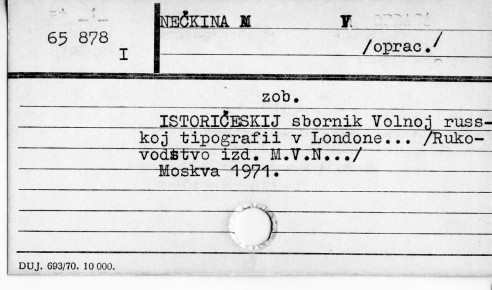 NEČKINA M V
65 878
I
/oprac./
zob.
ISTORIČESKIJ sbornik Volnoj russ-
koj tipografii v Londone... /Ruko-
vodstvo izd. M.V.N.../
Moskva 1971.
DUJ. 693/70. 10 000.